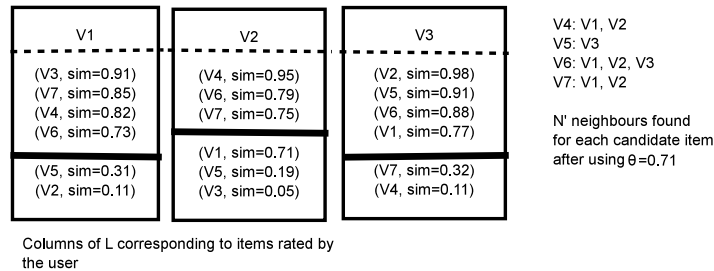 V1
(V3, sim=0.91)
(V7, sim=0.85)
(V4, sim=0.82)
(V6, sim=0.73)
(V5, sim=0.31)
(V2, sim=0.11)
V2
(V4, sim=0.95)
(V6, sim=0.79)
(V7, sim=0.75)
(V1, sim=0.71)
(V5, sim=0.19)
(V3, sim=0.05)
V3
(V2, sim=0.98)
(V5, sim=0.91)
(V6, sim=0.88)
(V1, sim=0.77)
(V7, sim=0.32)
(V4, sim=0.11)
V4: V1, V2
V5: V3
V6: V1, V2, V3
V7: V1, V2
N' neighbours found
for each candidate item
after using θ=0.71
Columns of L corresponding to items rated by
the user